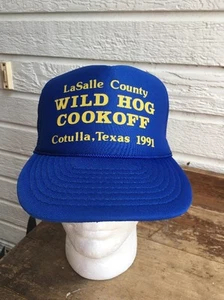 LaSalle County
WILD HOG
COOKOFF
Cotulla, Texas 1991